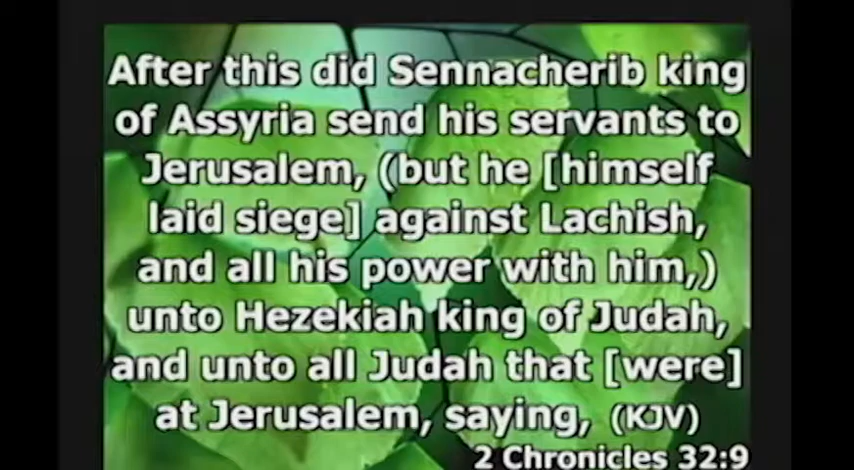 After this did Sennacherib king
of Assyria send his servants to
Jerusalem, (but he [himself
laid siege] against Lachish,
and all his power with him,)
unto Hezekiah king of Judah,
and unto all Judah that [were]
at Jerusalem, saying, (KJV)
2 Chronicles 32:9